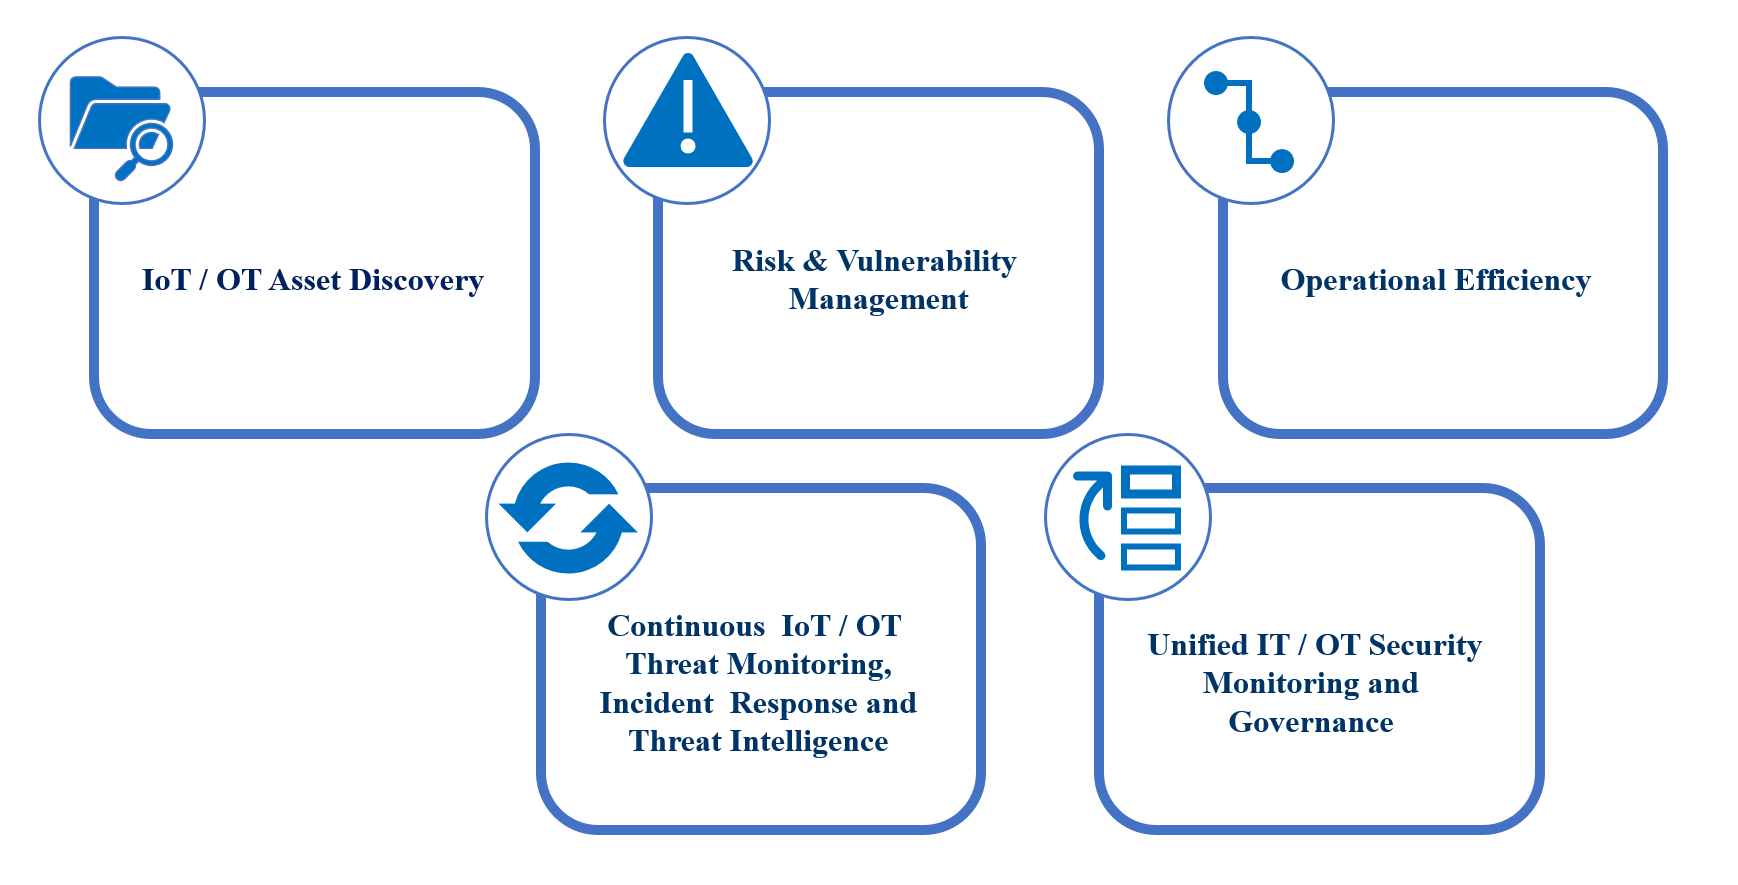 IoT / OT Asset Discovery
Risk & Vulnerability
Management
Operational Efficiency
Continuous  IoT / OT
Threat Monitoring,
Incident  Response and
Threat Intelligence
Unified IT / OT Security
Monitoring and
Governance